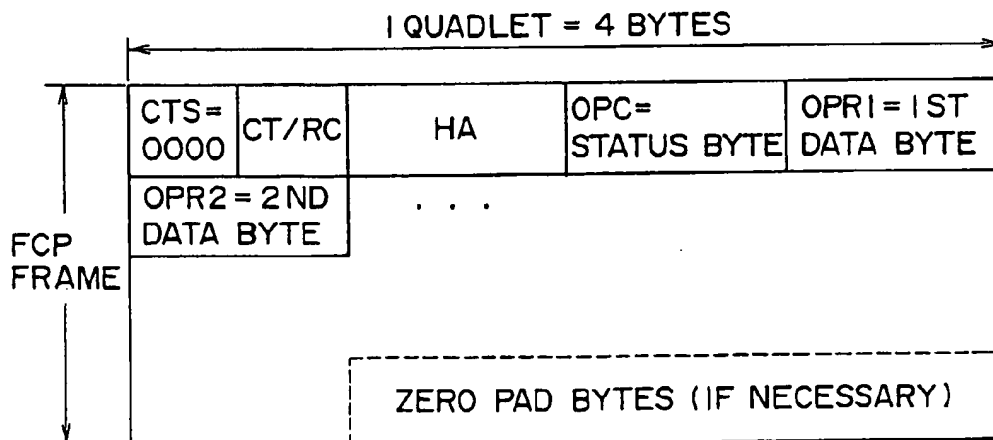 1 QUADLET = 4 BYTES
CTS=
0000
CT/RC
HA
OPC=
STATUS BYTE
OPR1 = 1ST
DATA BYTE
OPR2 = 2ND
DATA BYTE
. . .
FCP
FRAME
ZERO PAD BYTES (IF NECESSARY)